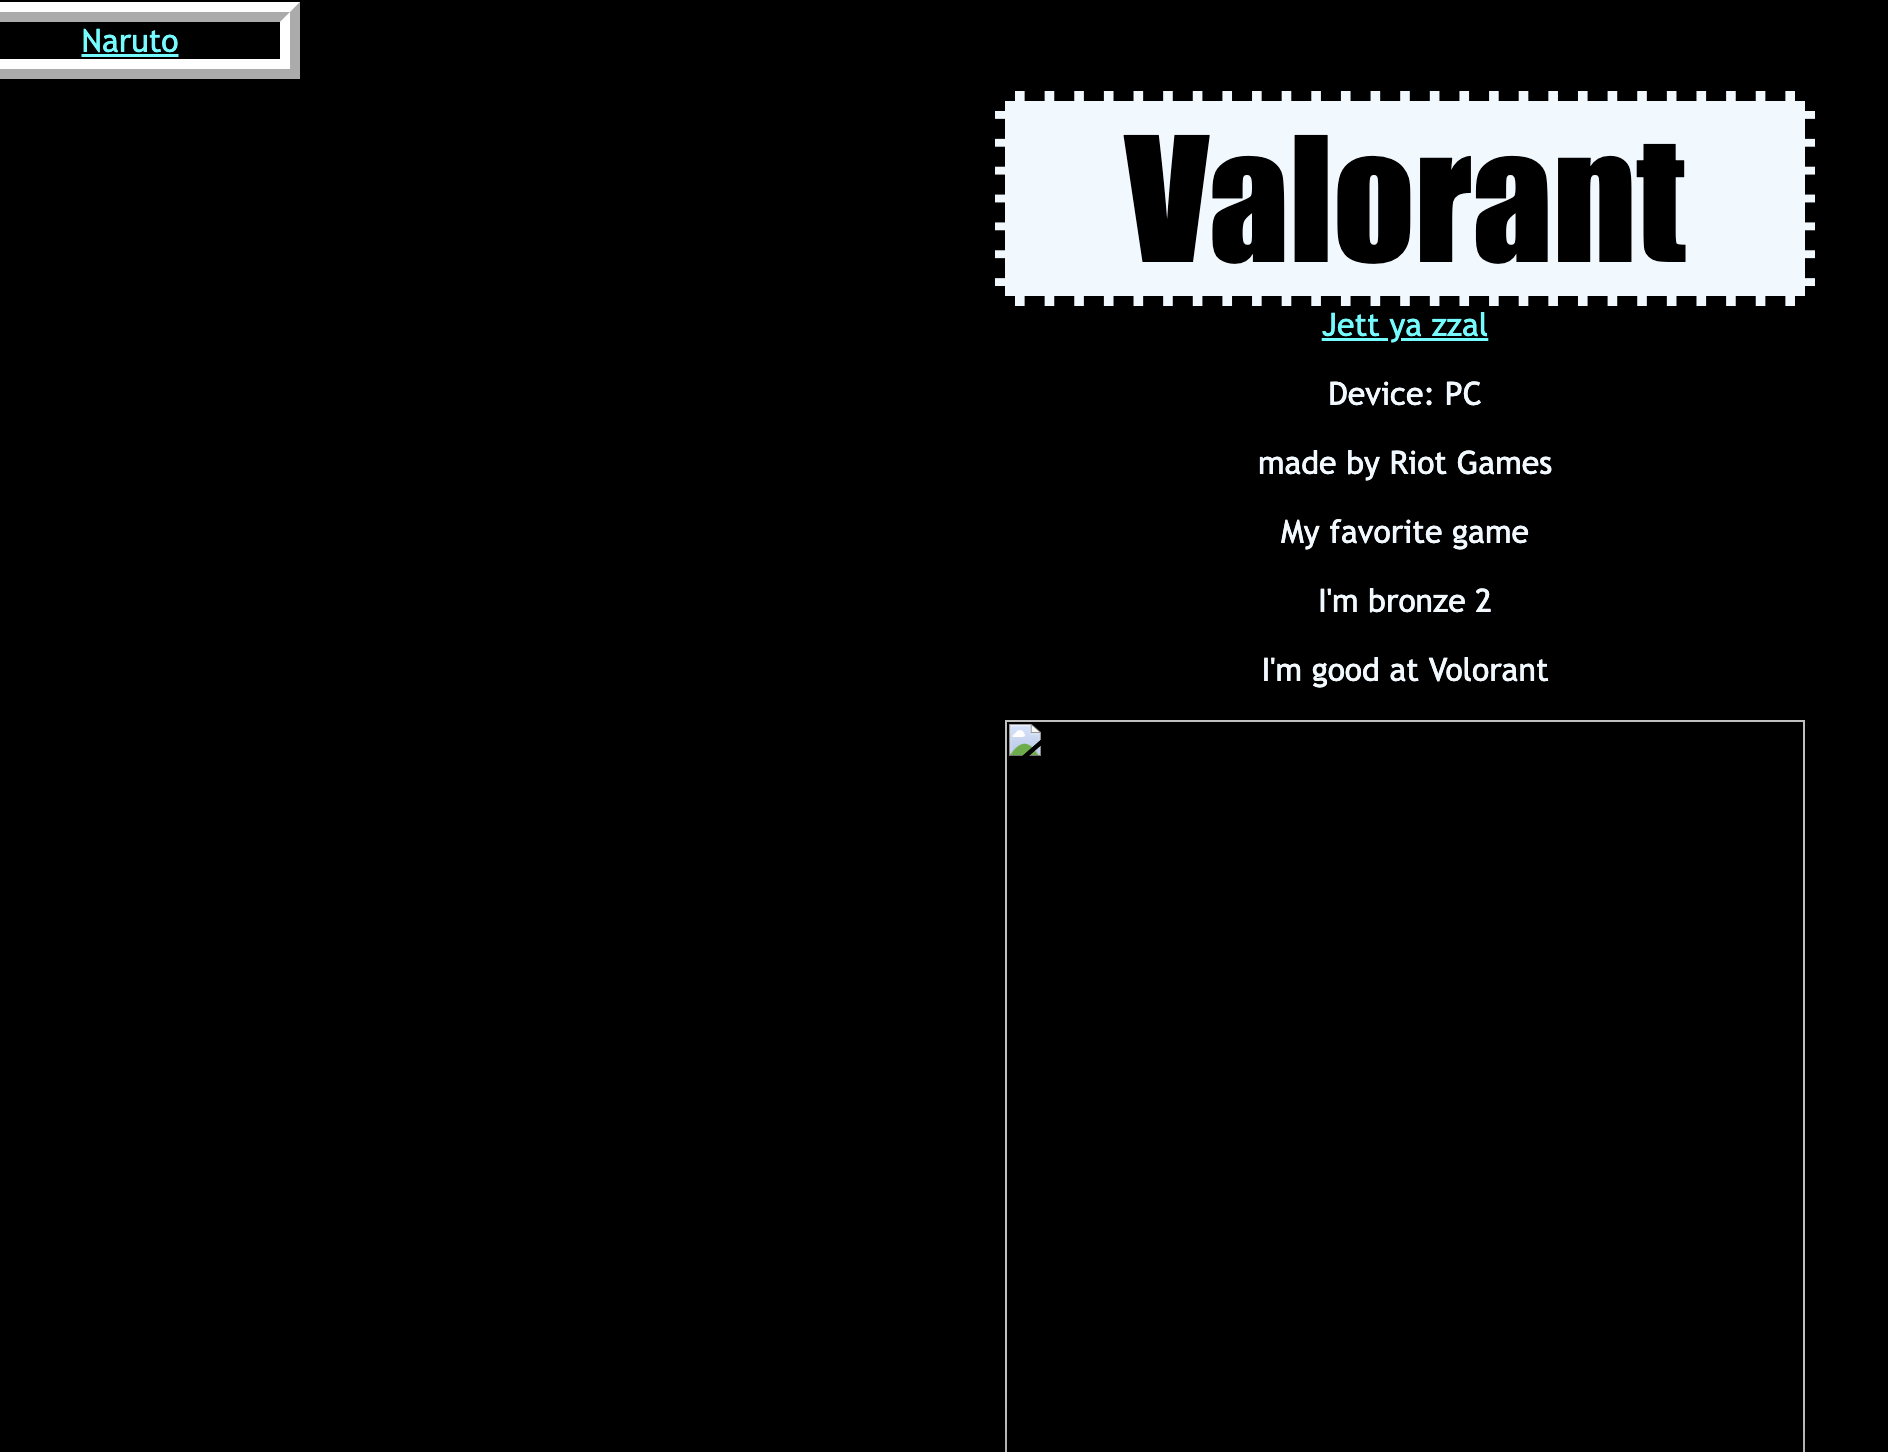 Naruto
Valorant
Jett ya zzal
Device: PC
made by Riot Games
My favorite game
I'm bronze 2
I'm good at Volorant